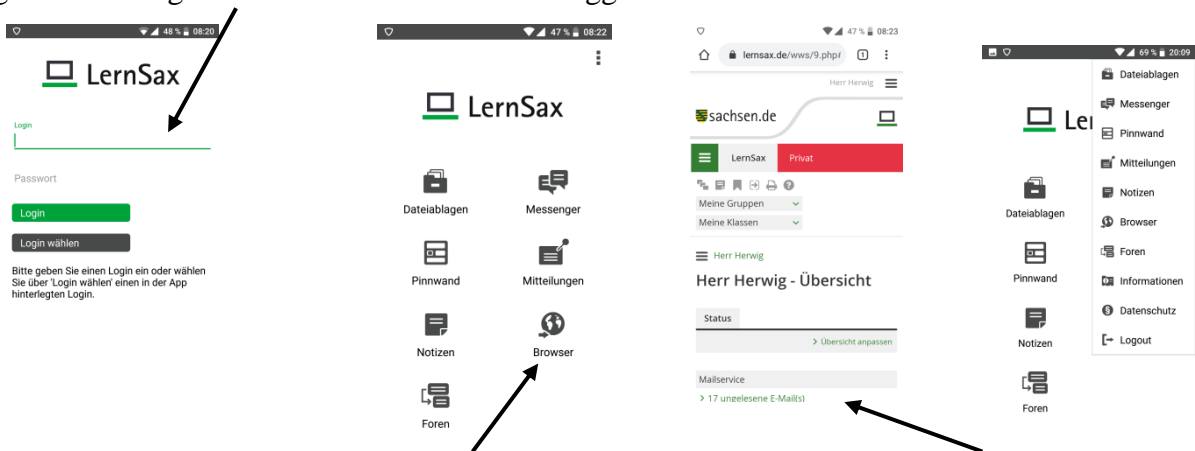 48 % 08:20
LernSax
Login
Passwort
Login
Login wählen
Bitte geben Sie einen Login ein oder wählen
Sie über 'Login wählen' einen in der App
hinterlegten Login.
47 % 08:22
LernSax
Dateiablagen Messenger
Pinnwand Mitteilungen
Notizen Browser
Foren
47 % 08:23
lernsax.de/wws/9.php# 1
Herr Herwig
sachsen.de
LernSax Privat
Meine Gruppen
Meine Klassen
Herr Herwig
Herr Herwig - Übersicht
Status
Übersicht anpassen
Mailservice
17 ungelesene E-Mail(s)
69 % 20:09
Le
Dateiablagen
Pinnwand
Notizen
Foren
Dateiablagen
Messenger
Pinnwand
Mitteilungen
Notizen
Browser
Foren
Informationen
Datenschutz
Logout